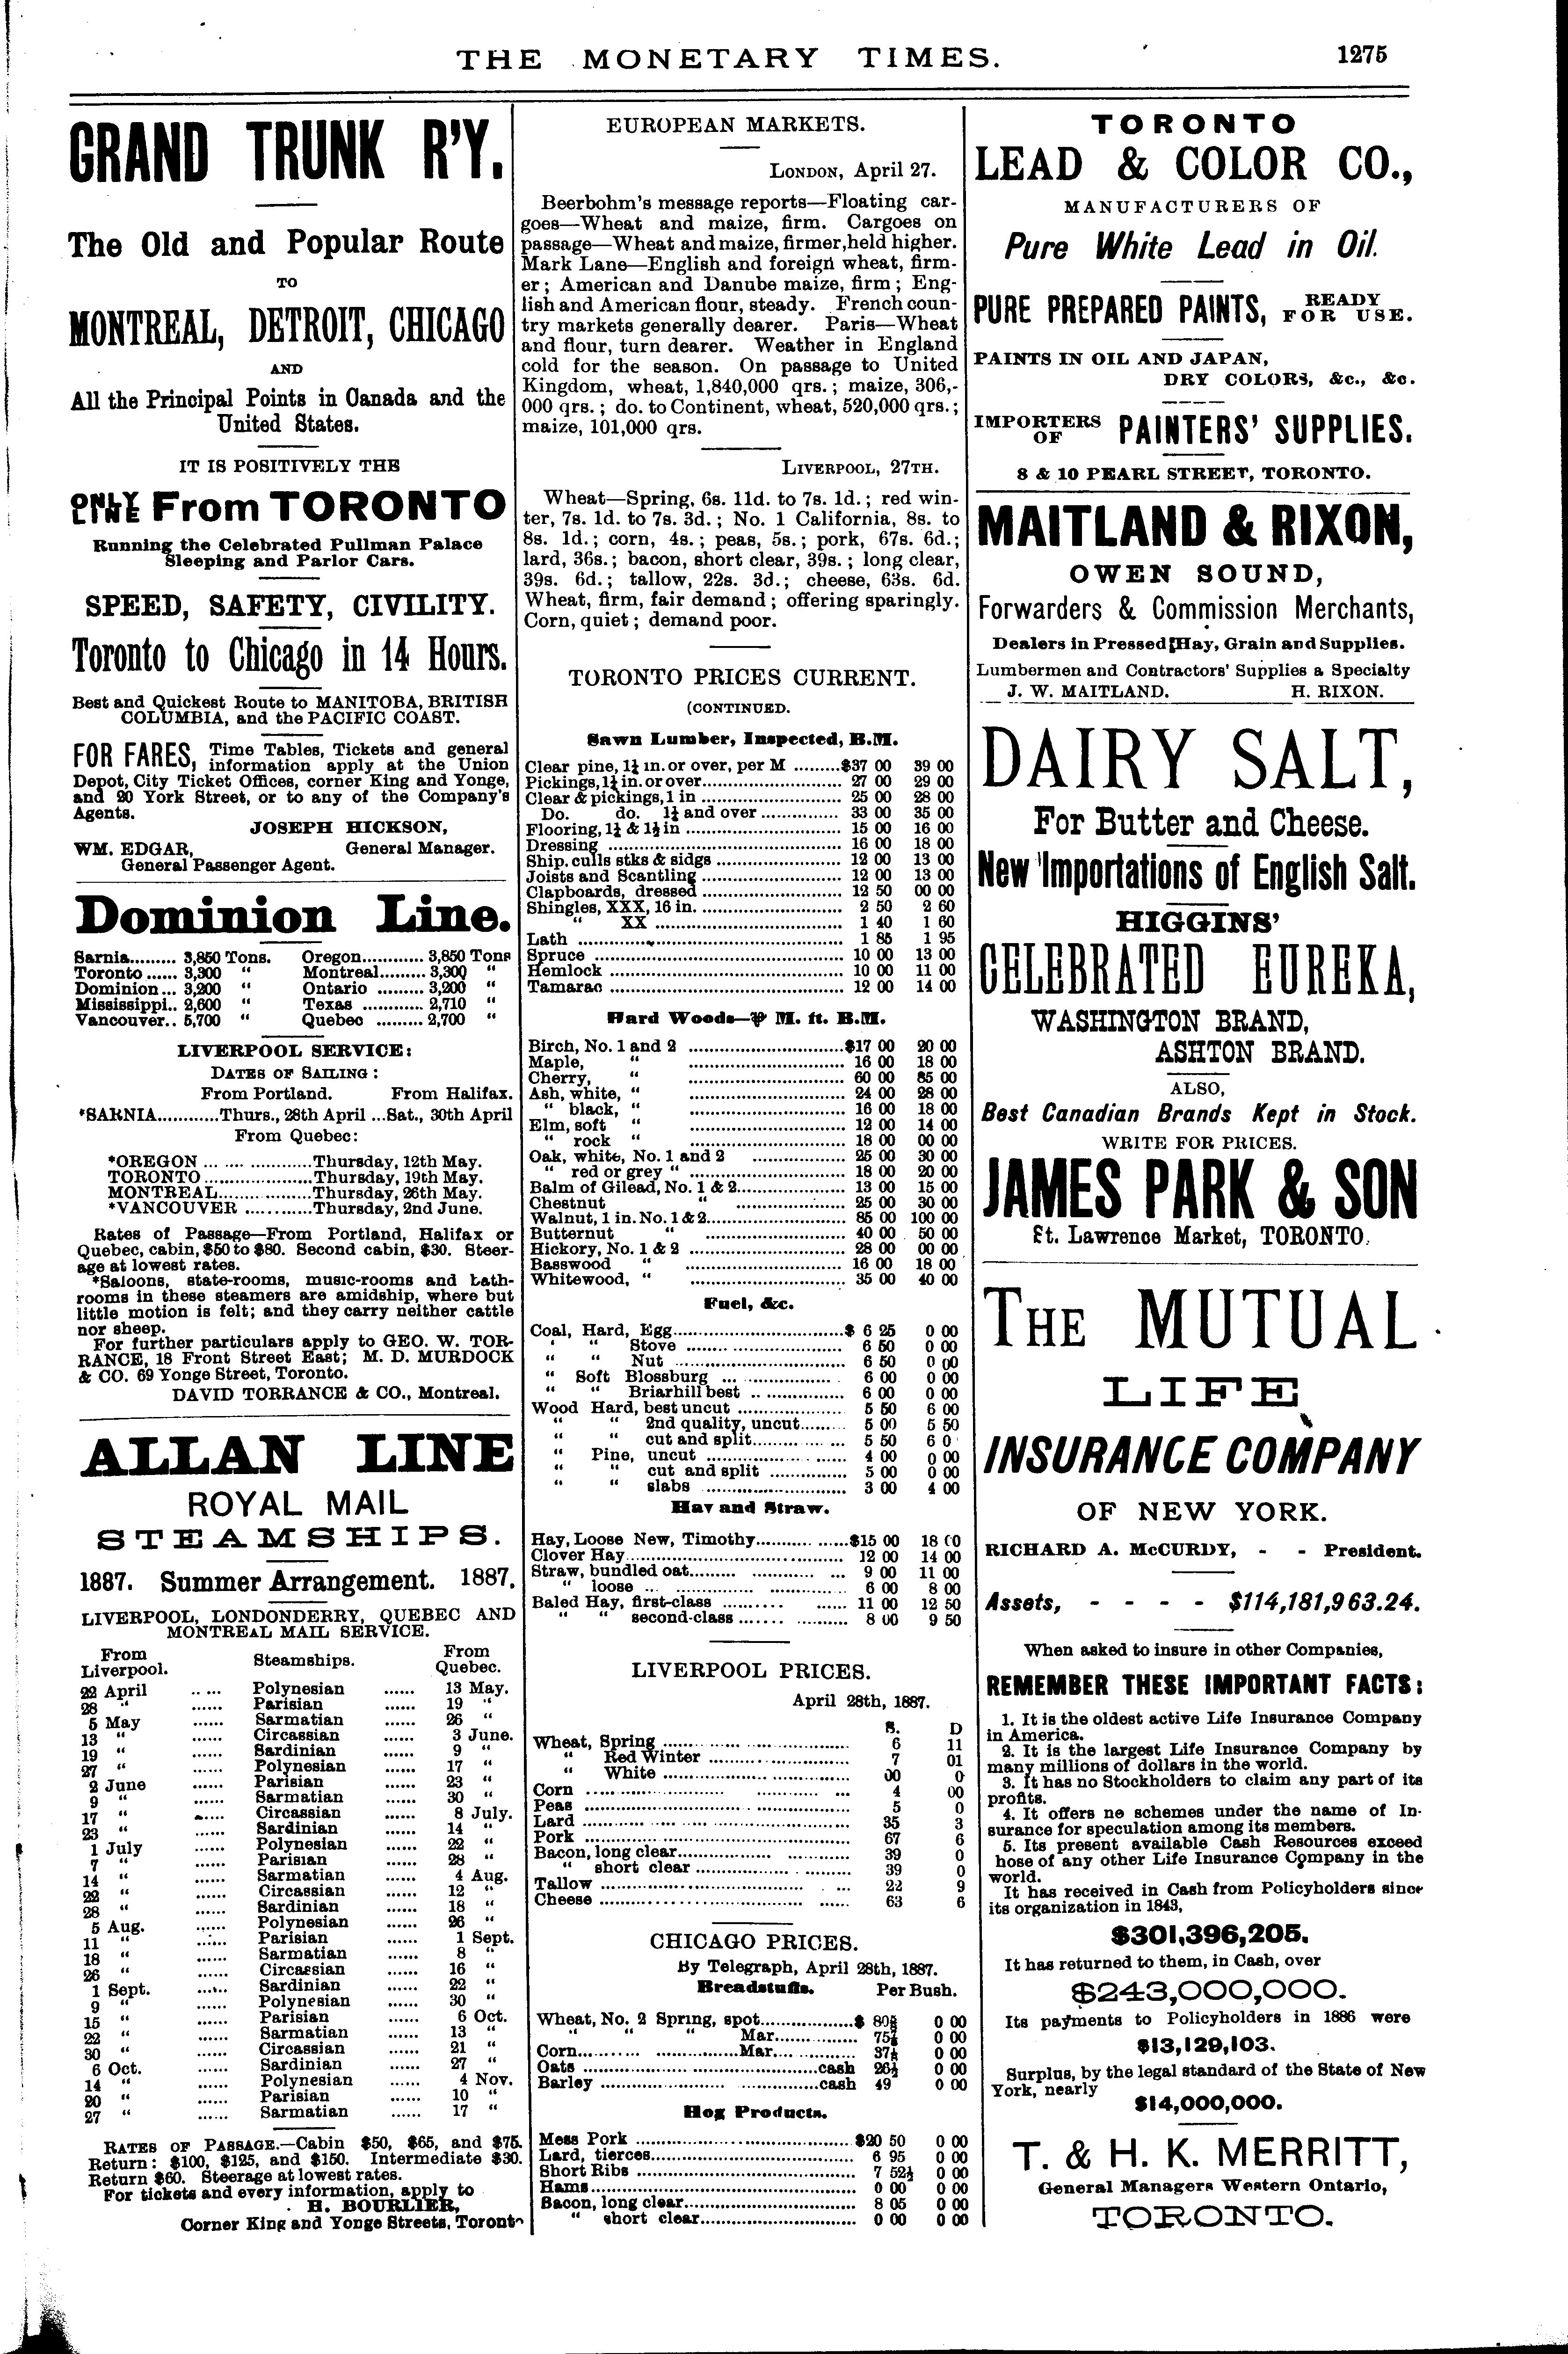 THE MONETARY TIMES.
1275
GRAND TRUNK R'Y.
The Old and Popular Route
TO
MONTREAL, DETROIT, CHICAGO
AND
All the Principal Points in Canada and the
United States.
IT IS POSITIVELY THE
ONLY LINE From TORONTO
Running the Celebrated Pullman Palace
Sleeping and Parlor Cars.
SPEED, SAFETY, CIVILITY.
Toronto to Chicago in 14 Hours.
Best and Quickest Route to MANITOBA, BRITISH
COLUMBIA, and the PACIFIC COAST.
FOR FARES, Time Tables, Tickets and general
information apply at the Union
Depot, City Ticket Offices, corner King and Yonge,
and 20 York Street, or to any of the Company's
Agents.
JOSEPH HICKSON,
WM. EDGAR, General Manager.
General Passenger Agent.
Dominion Line.
Sarnia......... 3,850 Tons. Oregon............ 3,850 Tons
Toronto ...... 3,300 " Montreal......... 3,300 "
Dominion... 3,200 " Ontario ......... 3,200 "
Mississippi.. 2,600 " Texas ............ 2,710 "
Vancouver.. 5,700 " Quebec ......... 2,700 "
LIVERPOOL SERVICE:
DATES OF SAILING:
From Portland. From Halifax.
*SARNIA...........Thurs., 28th April ...Sat., 30th April
From Quebec:
*OREGON ... .... ............Thursday, 12th May.
TORONTO .....................Thursday, 19th May.
MONTREAL..................Thursday, 26th May.
*VANCOUVER .............Thursday, 2nd June.
Rates of Passage—From Portland, Halifax or
Quebec, cabin, $50 to $80. Second cabin, $30. Steer-
age at lowest rates.
*Saloons, state-rooms, music-rooms and bath-
rooms in these steamers are amidship, where but
little motion is felt; and they carry neither cattle
nor sheep.
For further particulars apply to GEO. W. TOR-
RANCE, 18 Front Street East; M. D. MURDOCK
& CO. 69 Yonge Street, Toronto.
DAVID TORRANCE & CO., Montreal.
ALLAN LINE
ROYAL MAIL
STEAMSHIPS.
1887. Summer Arrangement. 1887.
LIVERPOOL, LONDONDERRY, QUEBEC AND
MONTREAL MAIL SERVICE.
From From
Liverpool. Steamships. Quebec.
22 April ..... Polynesian ...... 13 May.
28 " ...... Parisian ...... 19 "
5 May ...... Sarmatian ...... 26 "
13 " ...... Circassian ...... 3 June.
19 " ...... Sardinian ...... 9 "
27 " ...... Polynesian ...... 17 "
2 June ...... Parisian ...... 23 "
9 " ...... Sarmatian ...... 30 "
17 " ...... Circassian ...... 8 July.
23 " ...... Sardinian ...... 14 "
1 July ...... Polynesian ...... 22 "
7 " ...... Parisian ...... 28 "
14 " ...... Sarmatian ...... 4 Aug.
22 " ...... Circassian ...... 12 "
28 " ...... Sardinian ...... 18 "
5 Aug. ...... Polynesian ...... 26 "
11 " ...... Parisian ...... 1 Sept.
18 " ...... Sarmatian ...... 8 "
26 " ...... Circassian ...... 16 "
1 Sept. ...... Sardinian ...... 22 "
9 " ...... Polynesian ...... 30 "
15 " ...... Parisian ...... 6 Oct.
22 " ...... Sarmatian ...... 13 "
30 " ...... Circassian ...... 21 "
6 Oct. ...... Sardinian ...... 27 "
14 " ...... Polynesian ...... 4 Nov.
20 " ...... Parisian ...... 10 "
27 " ...... Sarmatian ...... 17 "
RATES OF PASSAGE.—Cabin $50, $65, and $75.
Return: $100, $125, and $150. Intermediate $30.
Return $60. Steerage at lowest rates.
For tickets and every information, apply to
H. BOURLIER,
Corner King and Yonge Streets, Toronto
EUROPEAN MARKETS.
LONDON, April 27.
Beerbohm's message reports—Floating car-
goes—Wheat and maize, firm. Cargoes on
passage—Wheat and maize, firmer, held higher.
Mark Lane—English and foreign wheat, firm-
er; American and Danube maize, firm; Eng-
lish and American flour, steady. French coun-
try markets generally dearer. Paris—Wheat
and flour, turn dearer. Weather in England
cold for the season. On passage to United
Kingdom, wheat, 1,840,000 qrs.; maize, 306,-
000 qrs.; do. to Continent, wheat, 520,000 qrs.;
maize, 101,000 qrs.
LIVERPOOL, 27TH.
Wheat—Spring, 6s. 11d. to 7s. 1d.; red win-
ter, 7s. 1d. to 7s. 3d.; No. 1 California, 8s. to
8s. 1d.; corn, 4s.; peas, 5s.; pork, 67s. 6d.;
lard, 36s.; bacon, short clear, 39s.; long clear,
39s. 6d.; tallow, 22s. 3d.; cheese, 63s. 6d.
Wheat, firm, fair demand; offering sparingly.
Corn, quiet; demand poor.
TORONTO PRICES CURRENT.
(CONTINUED.
Sawn Lumber, Inspected, B.M.
Clear pine, 1¼ in. or over, per M ........$37 00 39 00
Pickings, 1¼ in. or over........................ 27 00 29 00
Clear & pickings, 1 in ........................ 25 00 28 00
Do. do. 1¼ and over ............. 33 00 35 00
Flooring, 1¼ & 1½ in ........................ 15 00 16 00
Dressing ........................ 16 00 18 00
Ship. culls stks & sidgs ..................... 12 00 13 00
Joists and Scantling ........................ 12 00 13 00
Clapboards, dressed ........................ 12 50 00 00
Shingles, XXX, 16 in. ........................ 2 50 2 60
" XX ........................ 1 40 1 60
Lath ........................ 1 85 1 95
Spruce ........................ 10 00 13 00
Hemlock ........................ 10 00 11 00
Tamarac ........................ 12 00 14 00
Hard Woods—₱ M. ft. B.M.
Birch, No. 1 and 2 ........................$17 00 20 00
Maple, " ........................ 16 00 18 00
Cherry, " ........................ 60 00 85 00
Ash, white, " ........................ 24 00 28 00
" black, " ........................ 16 00 18 00
Elm, soft " ........................ 12 00 14 00
" rock " ........................ 18 00 00 00
Oak, white, No. 1 and 2 ................ 25 00 30 00
" red or grey " ........................ 18 00 20 00
Balm of Gilead, No. 1 & 2.................. 13 00 15 00
Chestnut " .................. 25 00 30 00
Walnut, 1 in. No. 1 & 2........................ 85 00 100 00
Butternut " ........................ 40 00 50 00
Hickory, No. 1 & 2 ........................ 28 00 00 00
Basswood " ........................ 16 00 18 00
Whitewood, " ........................ 35 00 40 00
Fuel, &c.
Coal, Hard, Egg........................$ 6 25 0 00
" " Stove ........................ 6 50 0 00
" " Nut ........................ 6 50 0 00
" Soft Blossburg ........................ 6 00 0 00
" " Briarhill best .................. 6 00 0 00
Wood Hard, best uncut .................. 5 50 6 00
" " 2nd quality, uncut......... 5 00 5 50
" " cut and split.................. 5 50 6 0
" Pine, uncut ........................ 4 00 0 00
" " cut and split .............. 5 00 0 00
" " slabs ........................ 3 00 4 00
Hay and Straw.
Hay, Loose New, Timothy.................$15 00 18 00
Clover Hay........................ 12 00 14 00
Straw, bundled oat........................ 9 00 11 00
" loose ........................ 6 00 8 00
Baled Hay, first-class ................ 11 00 12 50
" " second-class ................ 8 00 9 50
LIVERPOOL PRICES.
April 28th, 1887.
S. D
Wheat, Spring ........................ 6 11
" Red Winter ........................ 7 01
" White ........................ 00 0
Corn ........................ 4 00
Peas ........................ 5 0
Lard ........................ 35 3
Pork ........................ 67 6
Bacon, long clear........................ 39 0
" short clear ........................ 39 0
Tallow ........................ 22 9
Cheese ........................ 63 6
CHICAGO PRICES.
By Telegraph, April 28th, 1887.
Breadstuffs. Per Bush.
Wheat, No. 2 Spring, spot...............$ 0 00
" " " Mar............... 0 00
Corn........................Mar............... 0 00
Oats ........................cash 0 00
Barley ........................cash 49 0 00
Hog Products.
Mess Pork ........................$20 50 0 00
Lard, tierces........................ 6 95 0 00
Short Ribs ........................ 7 52½ 0 00
Hams........................ 0 00 0 00
Bacon, long clear........................ 8 05 0 00
" short clear........................ 0 00 0 00
TORONTO
LEAD & COLOR CO.,
MANUFACTURERS OF
Pure White Lead in Oil.
PURE PREPARED PAINTS, READY FOR USE.
PAINTS IN OIL AND JAPAN,
DRY COLORS, &c., &c.
IMPORTERS OF PAINTERS' SUPPLIES.
8 & 10 PEARL STREET, TORONTO.
MAITLAND & RIXON,
OWEN SOUND,
Forwarders & Commission Merchants,
Dealers in Pressed Hay, Grain and Supplies.
Lumbermen and Contractors' Supplies a Specialty
J. W. MAITLAND. H. RIXON.
DAIRY SALT,
For Butter and Cheese.
New Importations of English Salt.
HIGGINS'
CELEBRATED EUREKA,
WASHINGTON BRAND,
ASHTON BRAND.
ALSO,
Best Canadian Brands Kept in Stock.
WRITE FOR PRICES.
JAMES PARK & SON
St. Lawrence Market, TORONTO.
THE MUTUAL
LIFE
INSURANCE COMPANY
OF NEW YORK.
RICHARD A. McCURDY, - - President.
Assets, - - - - $114,181,963.24.
When asked to insure in other Companies,
REMEMBER THESE IMPORTANT FACTS:
1. It is the oldest active Life Insurance Company
in America.
2. It is the largest Life Insurance Company by
many millions of dollars in the world.
3. It has no Stockholders to claim any part of its
profits.
4. It offers ne schemes under the name of In-
surance for speculation among its members.
5. Its present available Cash Resources exceed
hose of any other Life Insurance Company in the
world.
It has received in Cash from Policyholders since
its organization in 1843,
$301,396,205.
It has returned to them, in Cash, over
$243,000,000.
Its payments to Policyholders in 1886 were
$13,129,103.
Surplus, by the legal standard of the State of New
York, nearly
$14,000,000.
T. & H. K. MERRITT,
General Managers Western Ontario,
TORONTO.